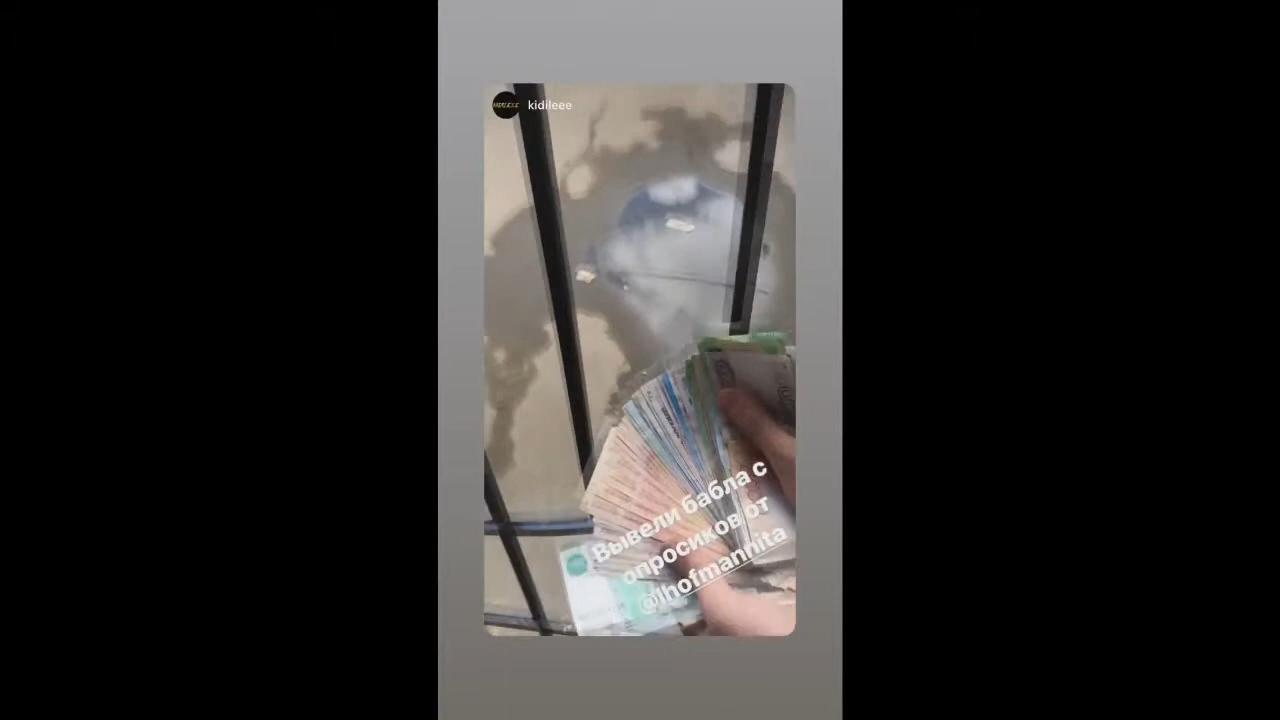 kidileee
Вывели бабла с
опросиков от
@lhofmannita